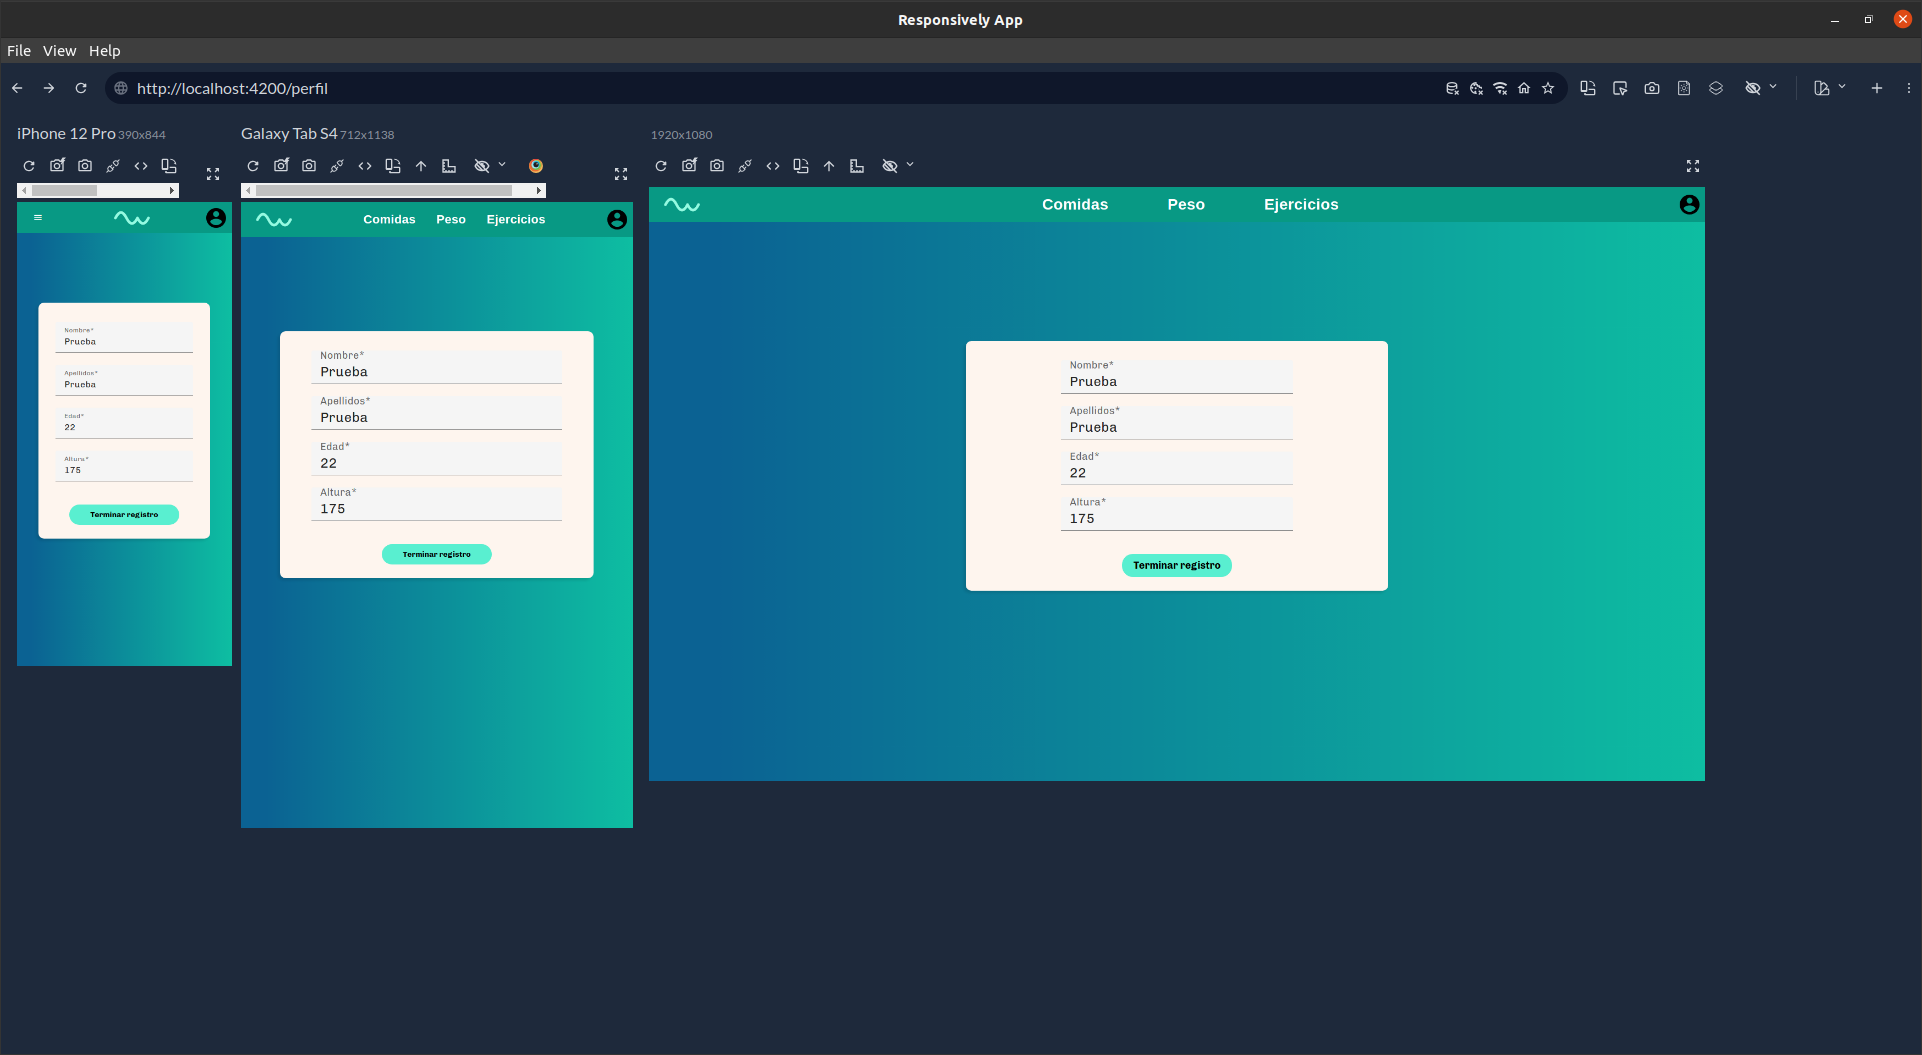 Responsively App
File View Help
http://localhost:4200/perfil
iPhone 12 Pro 390x844
Nombre*
Prueba
Apellidos*
Prueba
Edad*
22
Altura*
175
Terminar registro
Galaxy Tab S4 712x1138
Comidas Peso Ejercicios
Nombre*
Prueba
Apellidos*
Prueba
Edad*
22
Altura*
175
Terminar registro
1920x1080
Comidas Peso Ejercicios
Nombre*
Prueba
Apellidos*
Prueba
Edad*
22
Altura*
175
Terminar registro